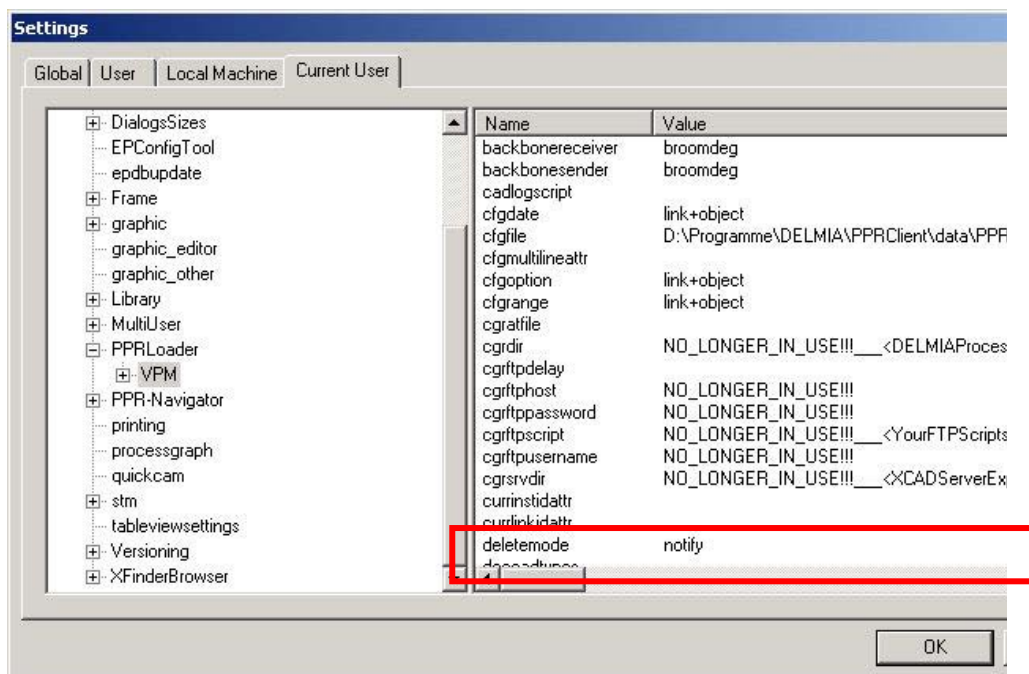 Settings
Global User Local Machine Current User
DialogsSizes
EPConfigTool
epdbupdate
Frame
graphic
graphic_editor
graphic_other
Library
MultiUser
PPRLoader
VPM
PPR-Navigator
printing
processgraph
quickcam
stm
tableviewsettings
Versioning
XFinderBrowser
Name Value
backbonereceiver broomdeg
backbonesender broomdeg
cadlogscript
cfgdate link+object
cfgfile D:\Programme\DELMIA\PPRClient\data\PPR
cfgmultilineattr
cfgoption link+object
cfgrange link+object
cgratfile
cgrdir NO_LONGER_IN_USE!!!___<DELMIAProces
cgrftpdelay
cgrftphost NO_LONGER_IN_USE!!!
cgrftppassword NO_LONGER_IN_USE!!!
cgrftpscript NO_LONGER_IN_USE!!!___<YourFTPScripts
cgrftpusername NO_LONGER_IN_USE!!!
cgrsrvdir NO_LONGER_IN_USE!!!___<XCADServerEx
currinstidattr
currlinkidattr
deletemode notify
OK